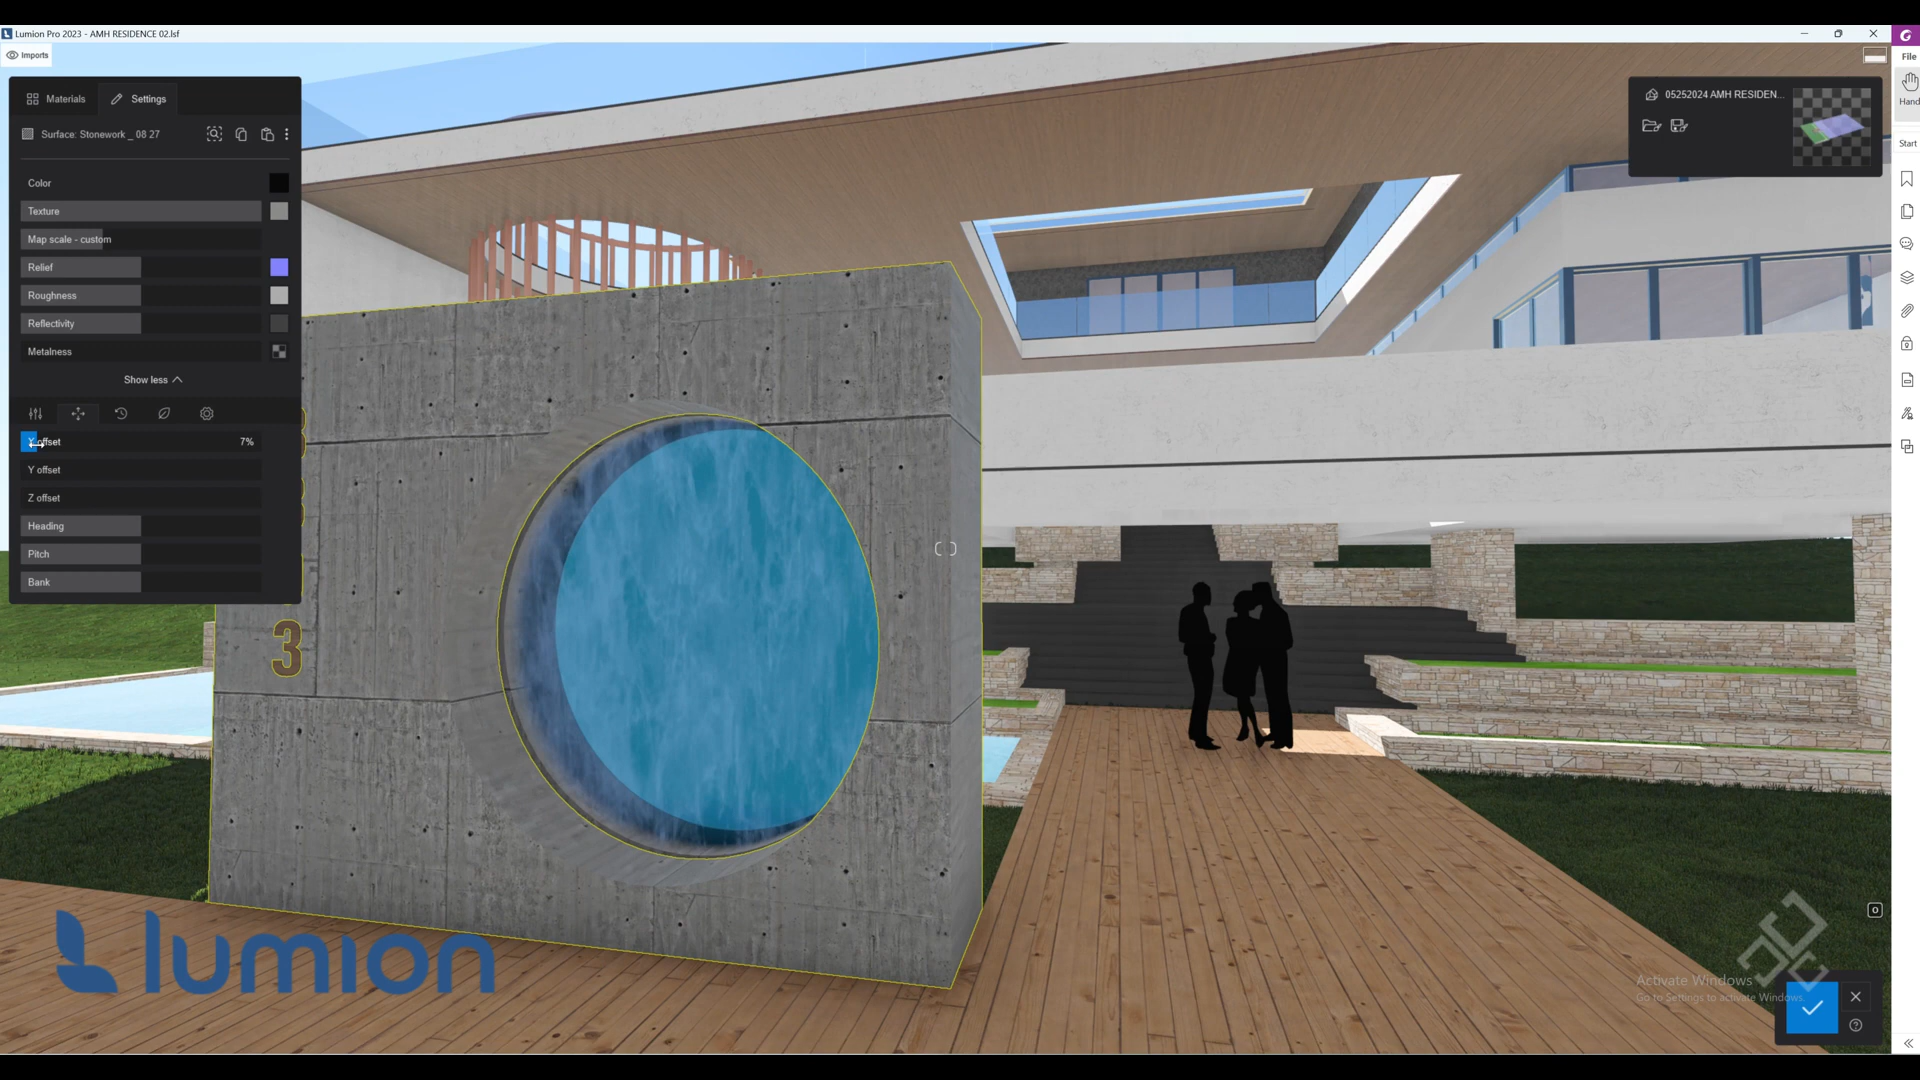 Lumion Pro 2023 - AMH RESIDENCE 02.lsf
Imports
File
Materials
Settings
05252024 AMH RESIDEN...
Hand
Surface: Stonework _ 08 27
Start
Color
Texture
Map scale - custom
Relief
Roughness
Reflectivity
Metalness
Show less
X offset 7%
Y offset
Z offset
Heading
Pitch
Bank
3
lumion
Activate Windows
Go to Settings to activate Windows.